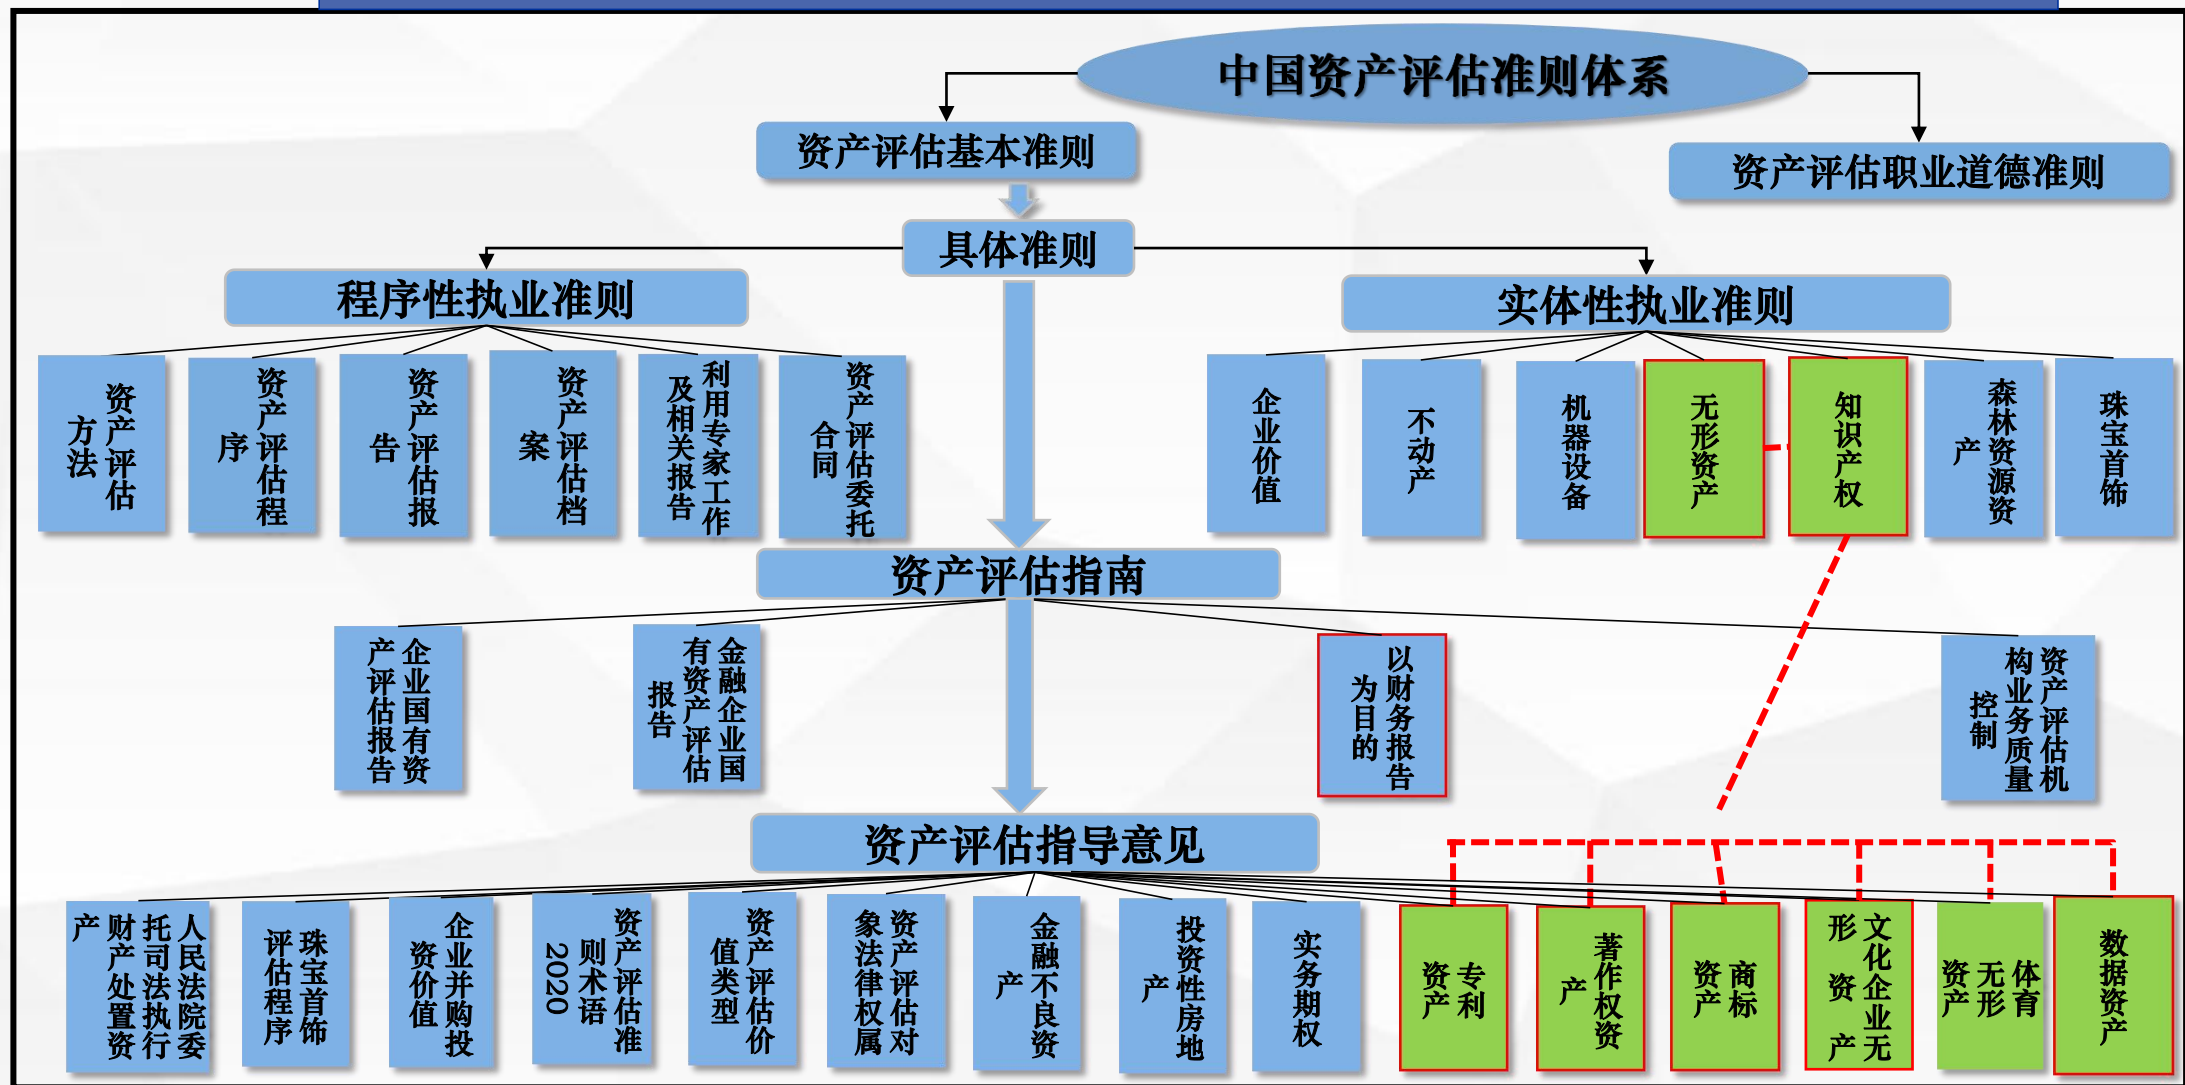 中国资产评估准则体系
资产评估基本准则
资产评估职业道德准则
具体准则
程序性执业准则
实体性执业准则
资产评估
方法
资产评估程
序
资产评估报
告
资产评估档
案
利用专家工作
及相关报告
资产评估委托
合同
企业价值
不动产
机器设备
无形资产
知识产权
森林资源资
产
珠宝首饰
资产评估指南
企业国有资
产评估报告
金融企业国
有资产评估
报告
以财务报告
为目的
资产评估机
构业务质量
控制
资产评估指导意见
人民法院委
托司法执行
财产处置资
产
珠宝首饰
评估程序
企业并购投
资价值
资产评估准
则术语
2020
资产评估价
值类型
资产评估对
象法律权属
金融不良资
产
投资性房地
产
实务期权
专利
资产
著作权资
产
商标
资产
文化企业无
形 资 产
体育
无形
资产
数据资产